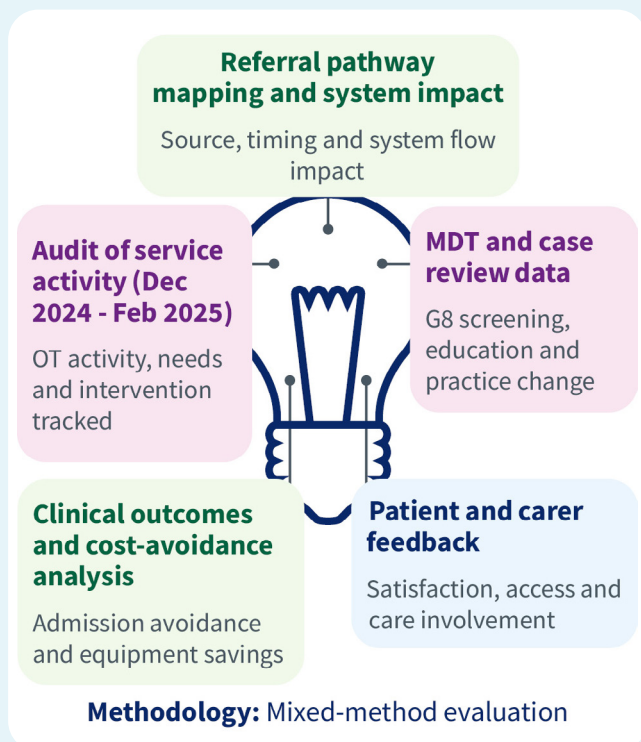 Referral pathway
mapping and system impact
Source, timing and system flow
impact
Audit of service
activity (Dec
2024 - Feb 2025)
OT activity, needs
and intervention
tracked
MDT and case
review data
G8 screening,
education and
practice change
Clinical outcomes
and cost-avoidance
analysis
Admission avoidance
and equipment savings
Patient and carer
feedback
Satisfaction, access and
care involvement
Methodology: Mixed-method evaluation